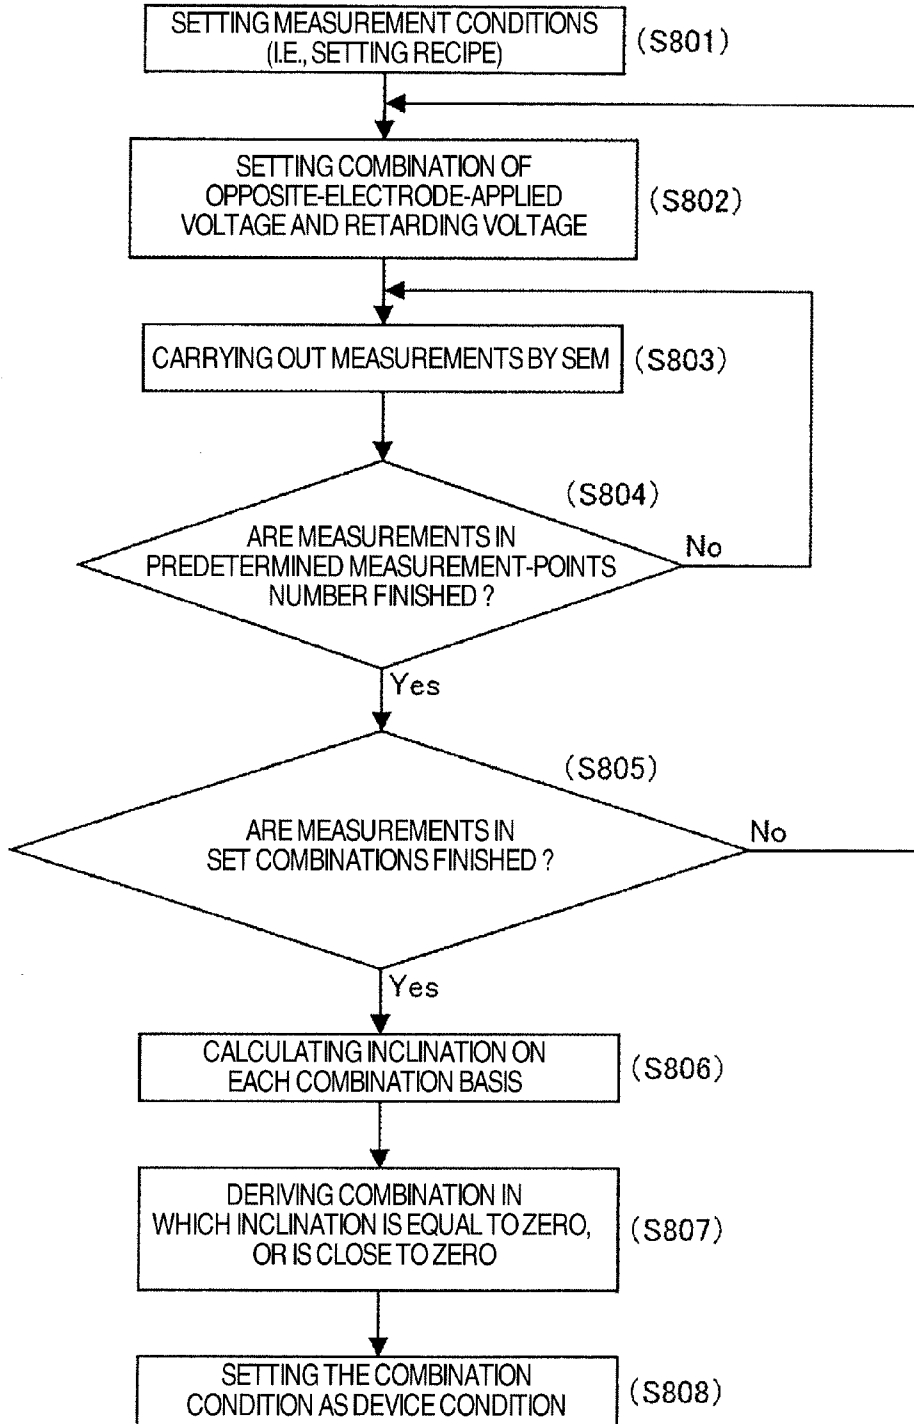 SETTING MEASUREMENT CONDITIONS
(I.E., SETTING RECIPE)
(S801)
SETTING COMBINATION OF
OPPOSITE-ELECTRODE-APPLIED
VOLTAGE AND RETARDING VOLTAGE
(S802)
CARRYING OUT MEASUREMENTS BY SEM
(S803)
(S804)
ARE MEASUREMENTS IN
PREDETERMINED MEASUREMENT-POINTS
NUMBER FINISHED ?
No
Yes
(S805)
ARE MEASUREMENTS IN
SET COMBINATIONS FINISHED ?
No
Yes
CALCULATING INCLINATION ON
EACH COMBINATION BASIS
(S806)
DERIVING COMBINATION IN
WHICH INCLINATION IS EQUAL TO ZERO,
OR IS CLOSE TO ZERO
(S807)
SETTING THE COMBINATION
CONDITION AS DEVICE CONDITION
(S808)